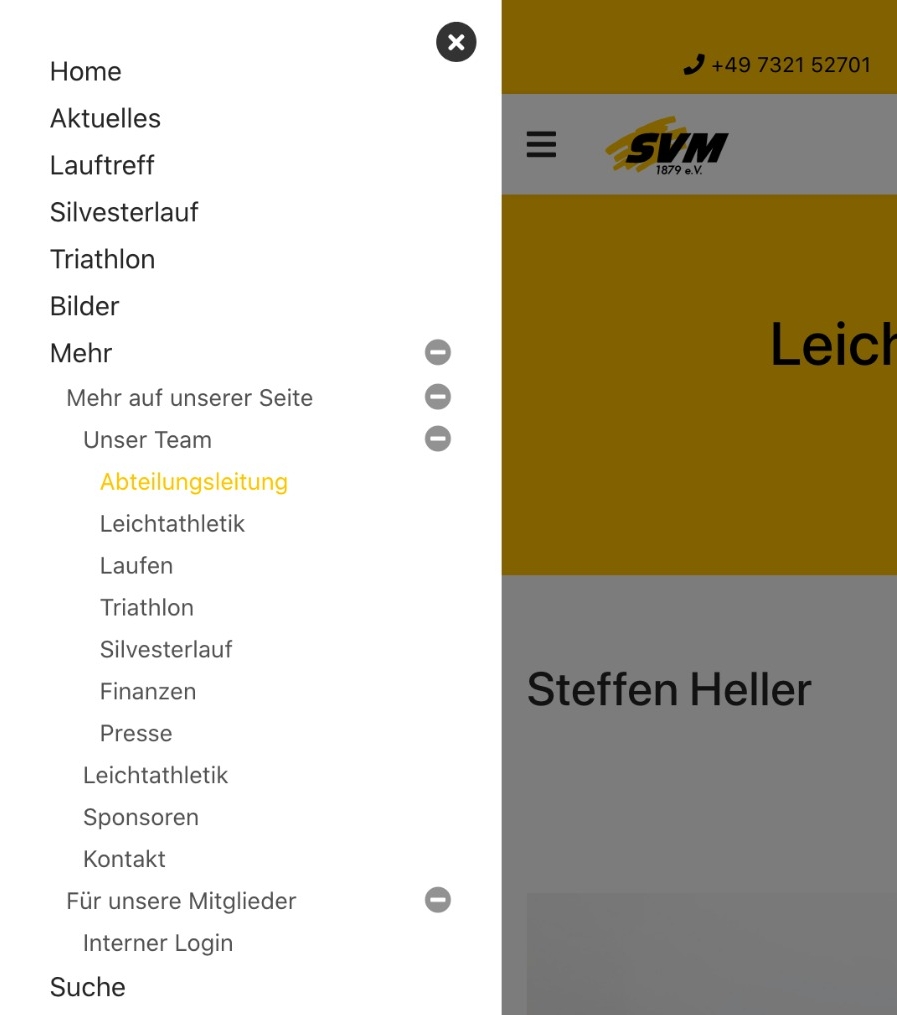 Home
Aktuelles
Lauftreff
Silvesterlauf
Triathlon
Bilder
Mehr
Mehr auf unserer Seite
Unser Team
Abteilungsleitung
Leichtathletik
Laufen
Triathlon
Silvesterlauf
Finanzen
Presse
Leichtathletik
Sponsoren
Kontakt
Für unsere Mitglieder
Interner Login
Suche
+49 7321 52701
SVM
1879 e.V.
Leich
Steffen Heller